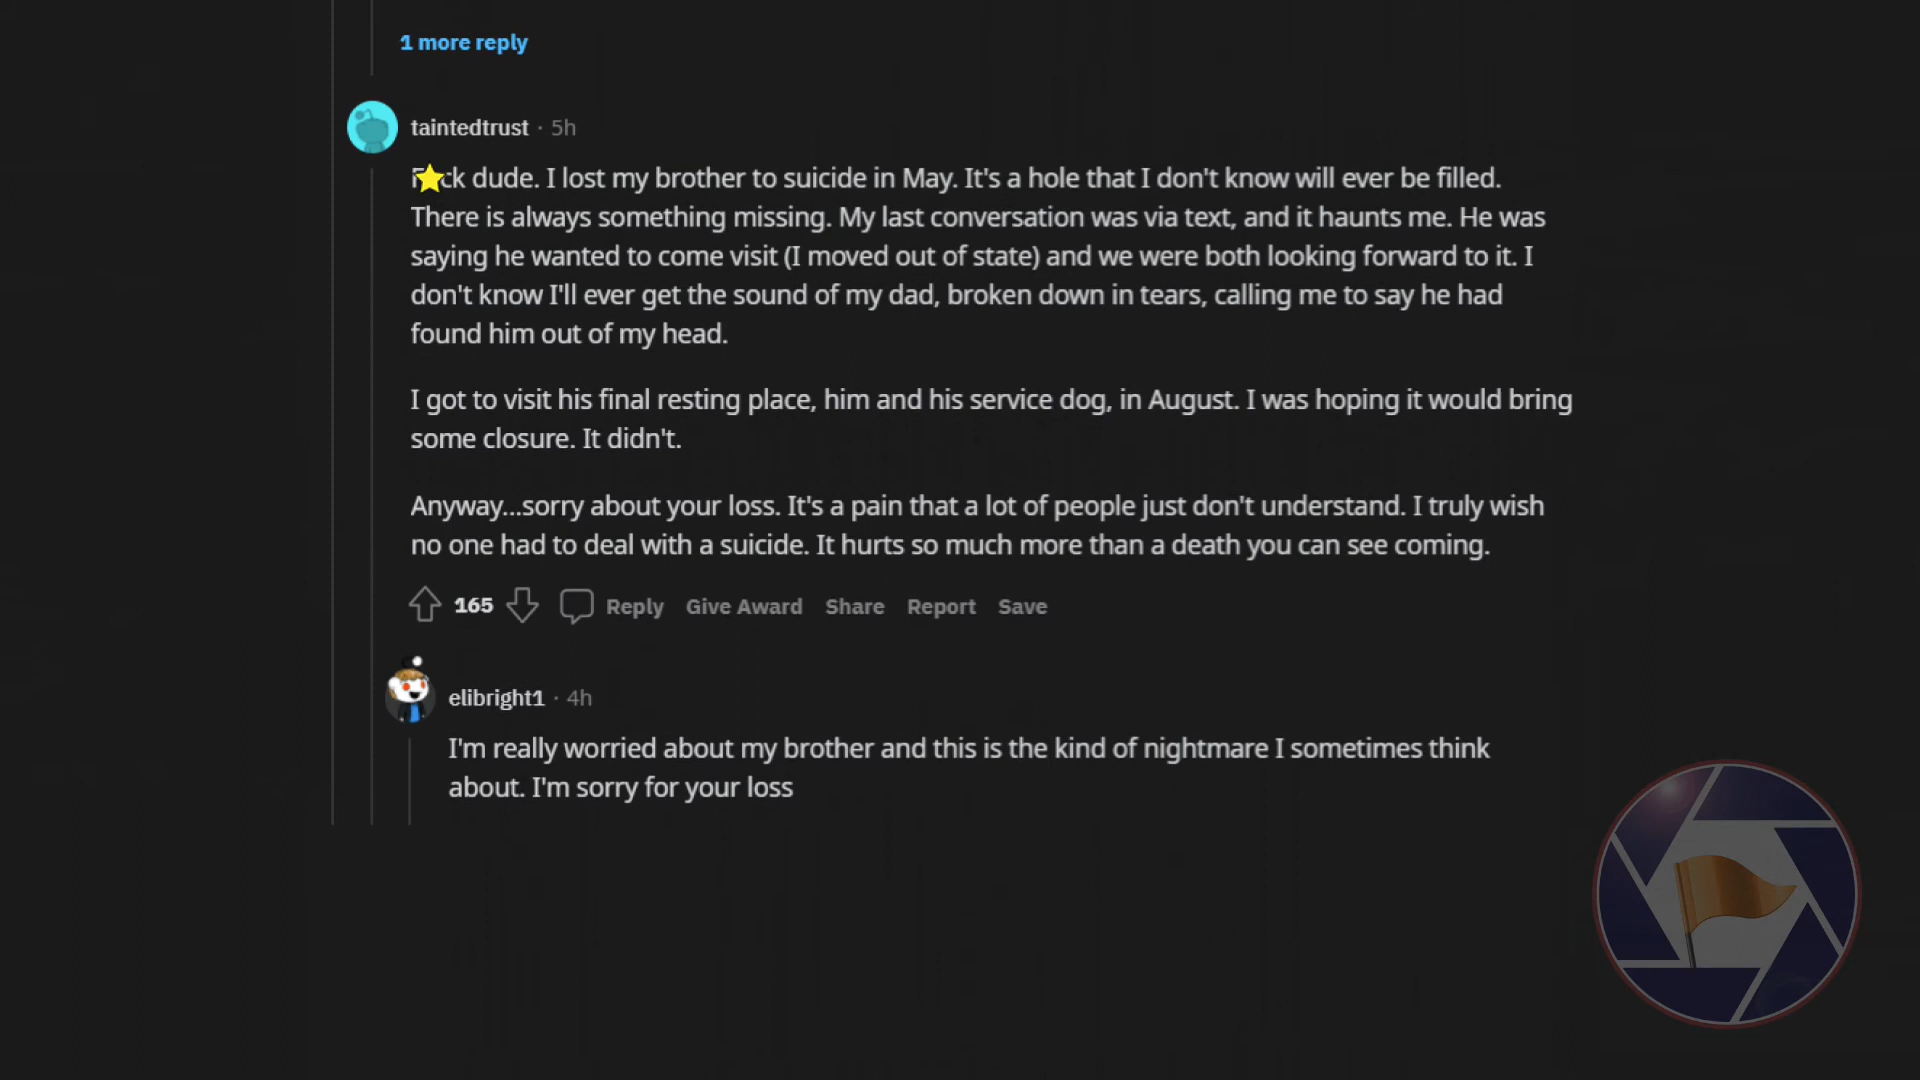 1 more reply
taintedtrust · 5h
F⭐ck dude. I lost my brother to suicide in May. It's a hole that I don't know will ever be filled.
There is always something missing. My last conversation was via text, and it haunts me. He was
saying he wanted to come visit (I moved out of state) and we were both looking forward to it. I
don't know I'll ever get the sound of my dad, broken down in tears, calling me to say he had
found him out of my head.
I got to visit his final resting place, him and his service dog, in August. I was hoping it would bring
some closure. It didn't.
Anyway...sorry about your loss. It's a pain that a lot of people just don't understand. I truly wish
no one had to deal with a suicide. It hurts so much more than a death you can see coming.
165 Reply Give Award Share Report Save
elibright1 · 4h
I'm really worried about my brother and this is the kind of nightmare I sometimes think
about. I'm sorry for your loss